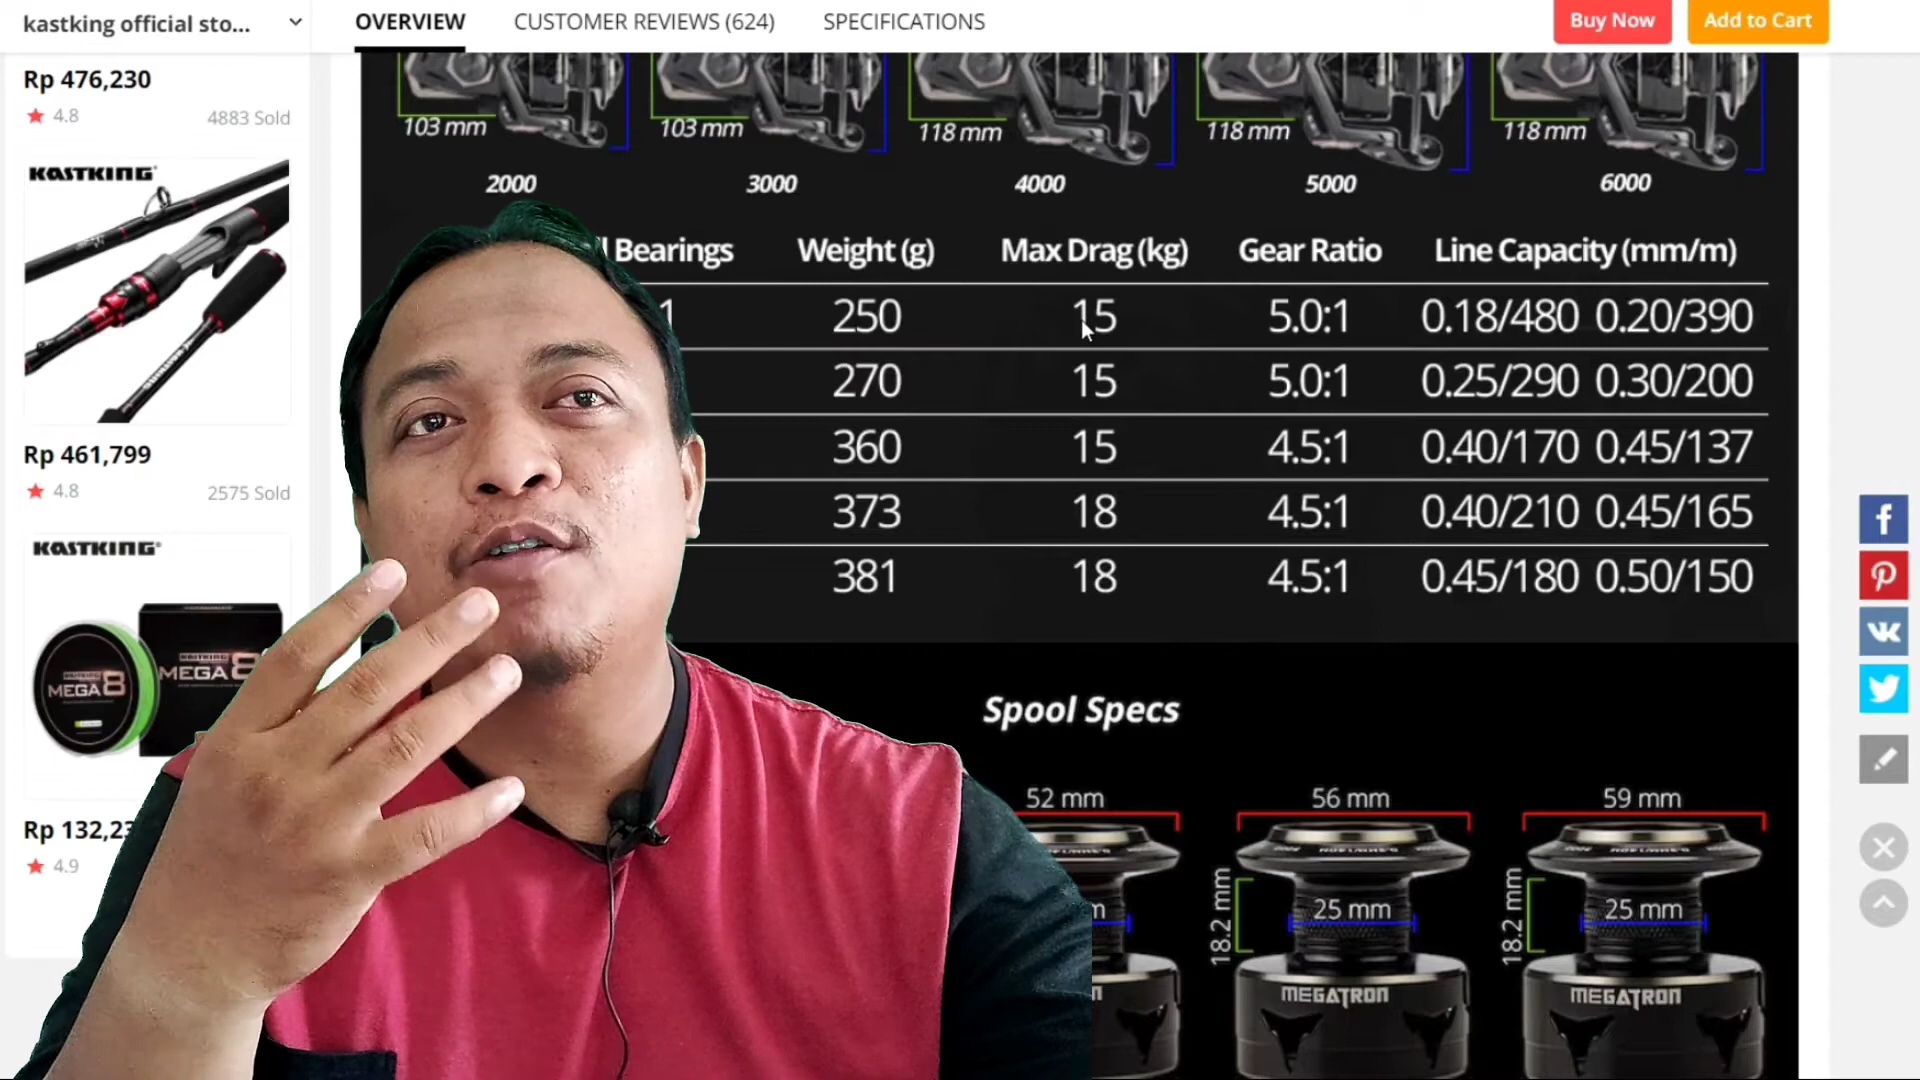 kastking official sto...
OVERVIEW
CUSTOMER REVIEWS (624)
SPECIFICATIONS
Buy Now
Add to Cart
Rp 476,230
4.8
4883 Sold
KASTKING
Rp 461,799
4.8
2575 Sold
KASTKING
MEGA8
MEGA8
Rp 132,23
4.9
103 mm 103 mm 118 mm 118 mm 118 mm
2000 3000 4000 5000 6000
Bearings Weight (g) Max Drag (kg) Gear Ratio Line Capacity (mm/m)
1 250 15 5.0:1 0.18/480 0.20/390
270 15 5.0:1 0.25/290 0.30/200
360 15 4.5:1 0.40/170 0.45/137
373 18 4.5:1 0.40/210 0.45/165
381 18 4.5:1 0.45/180 0.50/150
Spool Specs
52 mm 56 mm 59 mm
18.2 mm 25 mm 18.2 mm 25 mm
MEGATRON MEGATRON